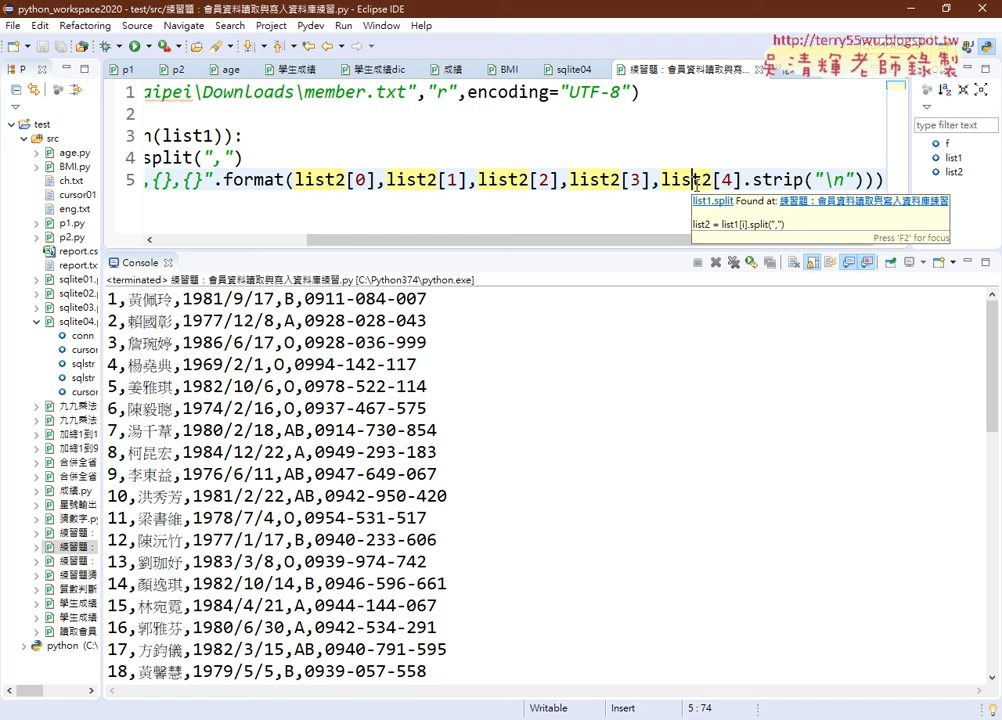 python_workspace2020 - test/src/練習題：會員資料讀取與寫入資料庫練習.py - Eclipse IDE
File Edit Refactoring Source Navigate Search Project Pydev Run Window Help
http://terry55wu.blogspot.tw
吳清輝老師錄製
P
p1 p2 age 學生成績 學生成績dic 成績 BMI sqlite04 練習題：會員資料讀取與寫...
1 aipei\Downloads\member.txt","r",encoding="UTF-8")
2
3 n(list1)):
4 split(",")
5 ,{},{}".format(list2[0],list2[1],list2[2],list2[3],list2[4].strip("\n")))
list1.split Found at: 練習題：會員資料讀取與寫入資料庫練習
list2 = list1[i].split(",")
Press 'F2' for focus
type filter text
f
list1
list2
test
src
age.py
BMI.py
ch.txt
cursor01
eng.txt
p1.py
p2.py
report.cs
report.tx
sqlite01.
sqlite02.
sqlite03.
sqlite04.
conn
cursor
sqlstr
sqlstr
cursor
九九乘法
九九乘法
加總1到1
加總1到9
合併全省
合併全省
成績.py
星號輸出
猜數字.py
練習題：
練習題：
練習題：
練習題猜
質數判斷
學生成績
學生成績
讀取會員
python (C:\
Console
<terminated> 練習題：會員資料讀取與寫入資料庫練習.py [C:\Python374\python.exe]
1,黃佩玲,1981/9/17,B,0911-084-007
2,賴國彰,1977/12/8,A,0928-028-043
3,詹琬婷,1986/6/17,O,0928-036-999
4,楊堯典,1969/2/1,O,0994-142-117
5,姜雅琪,1982/10/6,O,0978-522-114
6,陳毅聰,1974/2/16,O,0937-467-575
7,湯千葦,1980/2/18,AB,0914-730-854
8,柯昆宏,1984/12/22,A,0949-293-183
9,李東益,1976/6/11,AB,0947-649-067
10,洪秀芳,1981/2/22,AB,0942-950-420
11,梁書維,1978/7/4,O,0954-531-517
12,陳沅竹,1977/1/17,B,0940-233-606
13,劉珈妤,1983/3/8,O,0939-974-742
14,顏逸琪,1982/10/14,B,0946-596-661
15,林宛霓,1984/4/21,A,0944-144-067
16,郭雅芬,1980/6/30,A,0942-534-291
17,方鈞儀,1982/3/15,AB,0940-791-595
18,黃馨慧,1979/5/5,B,0939-057-558
Writable Insert 5:74